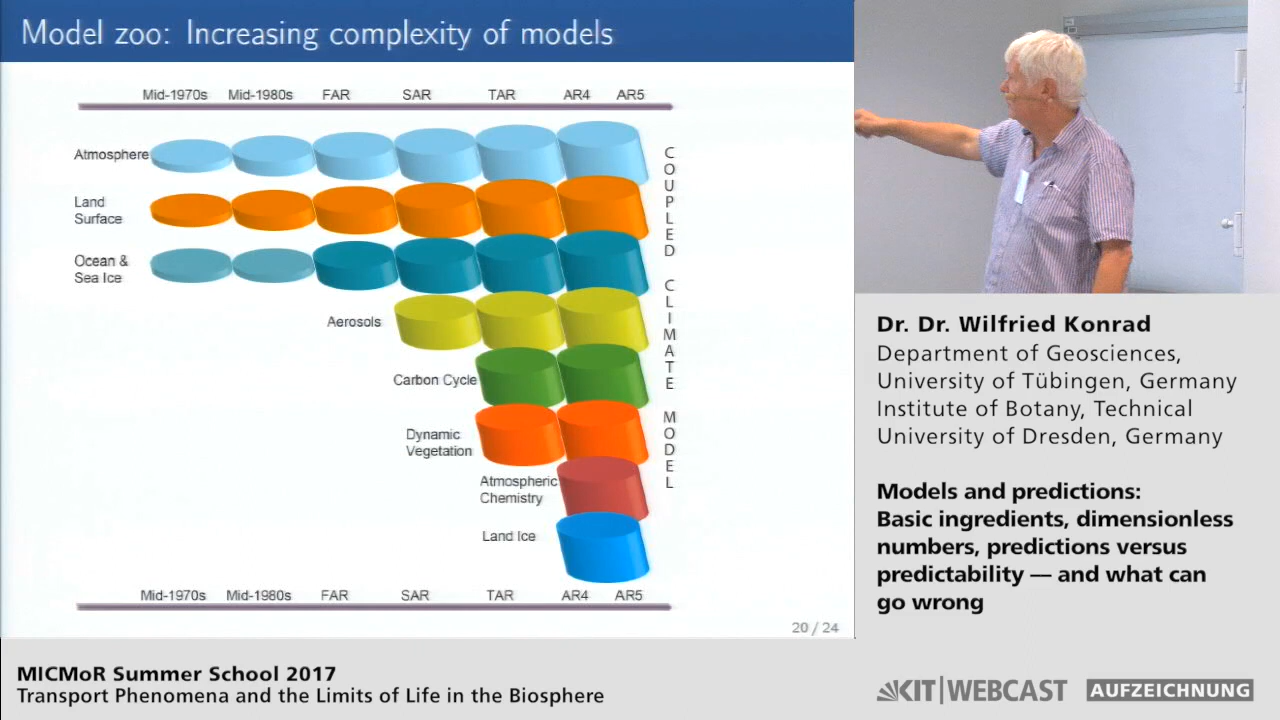 Model zoo: Increasing complexity of models
Mid-1970s Mid-1980s FAR SAR TAR AR4 AR5
Atmosphere
Land
Surface
Ocean &
Sea Ice
Aerosols
Carbon Cycle
Dynamic
Vegetation
Atmospheric
Chemistry
Land Ice
COUPLED CLIMATE MODEL
Mid-1970s Mid-1980s FAR SAR TAR AR4 AR5
20 / 24
Dr. Dr. Wilfried Konrad
Department of Geosciences,
University of Tübingen, Germany
Institute of Botany, Technical
University of Dresden, Germany
Models and predictions:
Basic ingredients, dimensionless
numbers, predictions versus
predictability — and what can
go wrong
MICMoR Summer School 2017
Transport Phenomena and the Limits of Life in the Biosphere
KIT|WEBCAST AUFZEICHNUNG